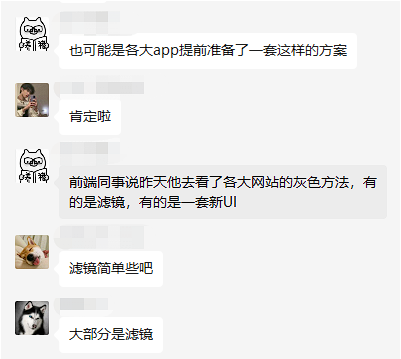 也可能是各大app提前准备了一套这样的方案
肯定啦
前端同事说昨天他去看了各大网站的灰色方法，有
的是滤镜，有的是一套新UI
滤镜简单些吧
大部分是滤镜